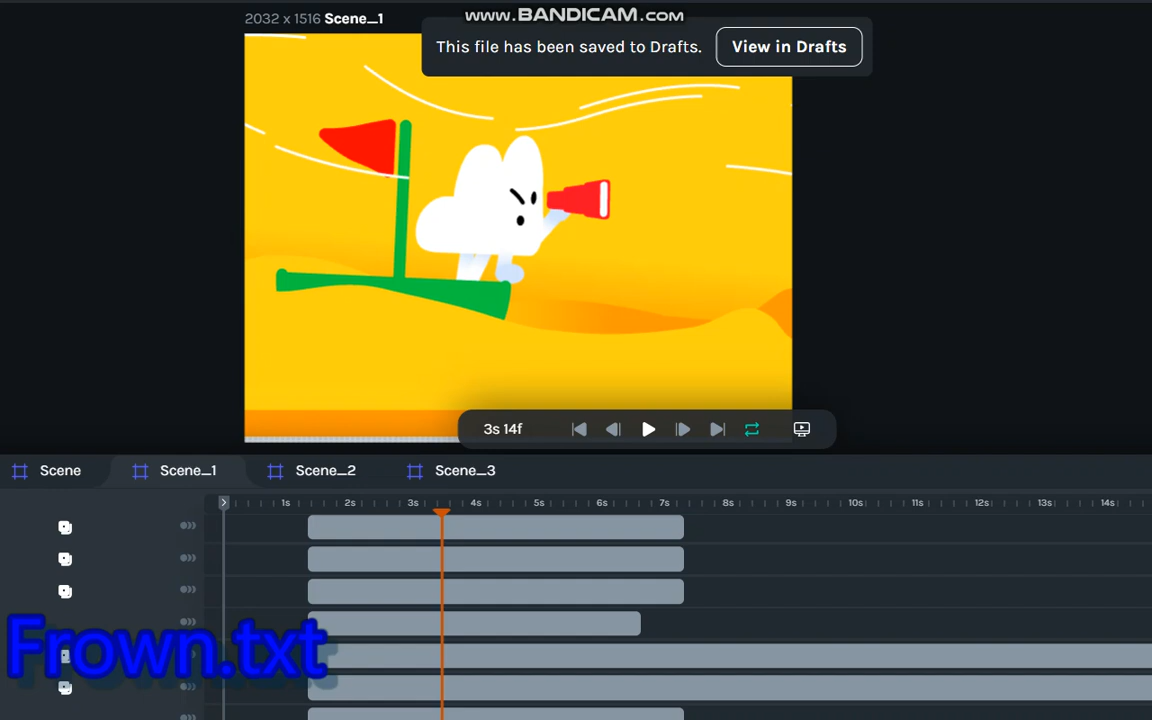 www.BANDICAM.com
2032 x 1516 Scene_1
This file has been saved to Drafts. View in Drafts
3s 14f
Scene Scene_1 Scene_2 Scene_3
1s 2s 3s 4s 5s 6s 7s 8s 9s 10s 11s 12s 13s 14s
Frown.txt